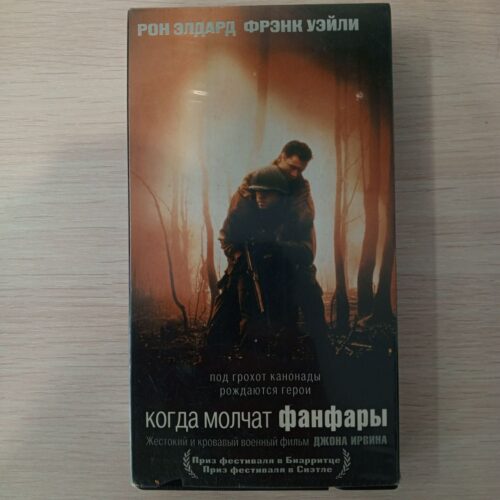 РОН ЭЛДАРД ФРЭНК УЭЙЛИ
под грохот канонады
рождаются герои
КОГДА МОЛЧАТ ФАНФАРЫ
Жестокий и кровавый военный фильм ДЖОНА ИРВИНА
Приз фестиваля в Биарритце
Приз фестиваля в Сиэтле